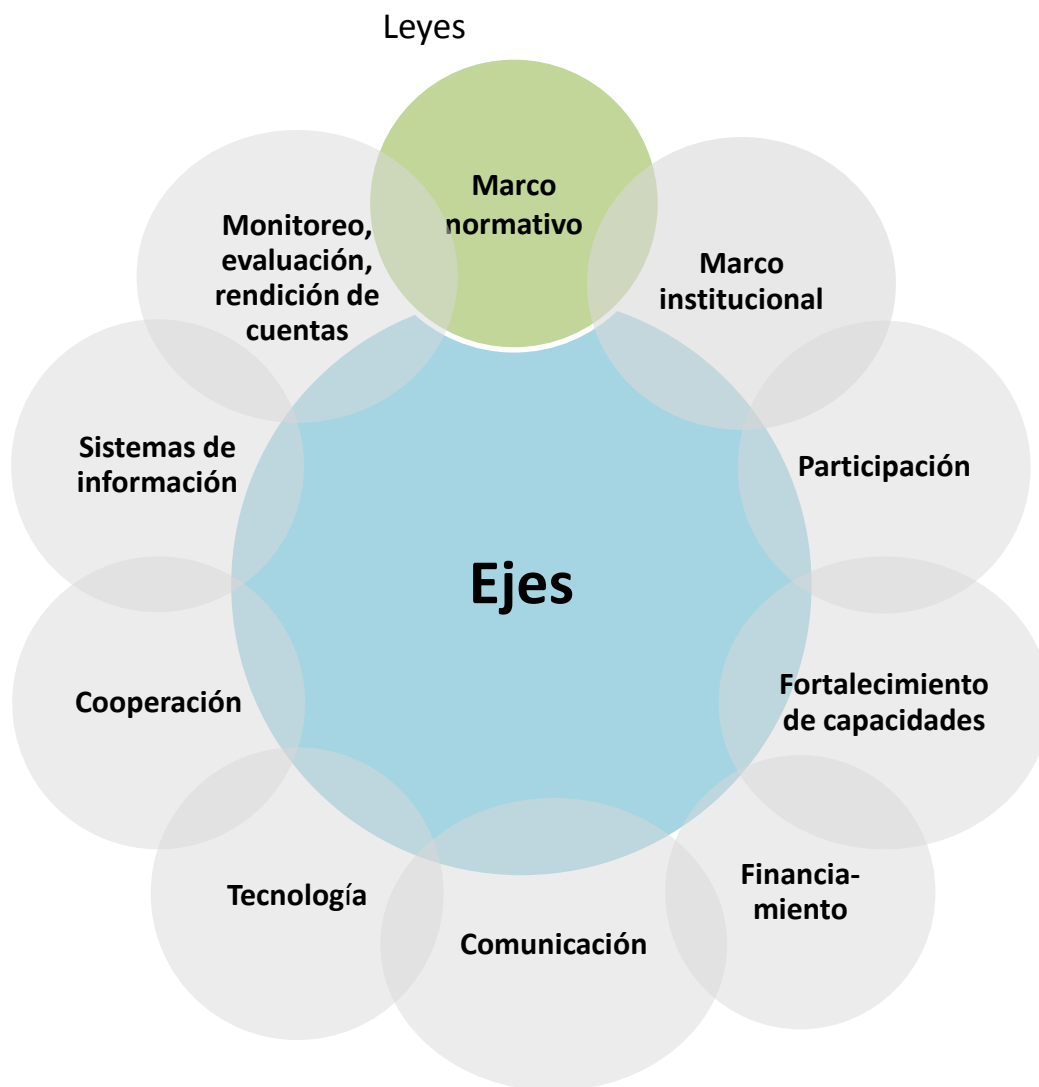 Leyes
Marco
normativo
Marco
institucional
Participación
Fortalecimiento
de capacidades
Financia-
miento
Comunicación
Tecnología
Cooperación
Sistemas de
información
Monitoreo,
evaluación,
rendición de
cuentas
Ejes